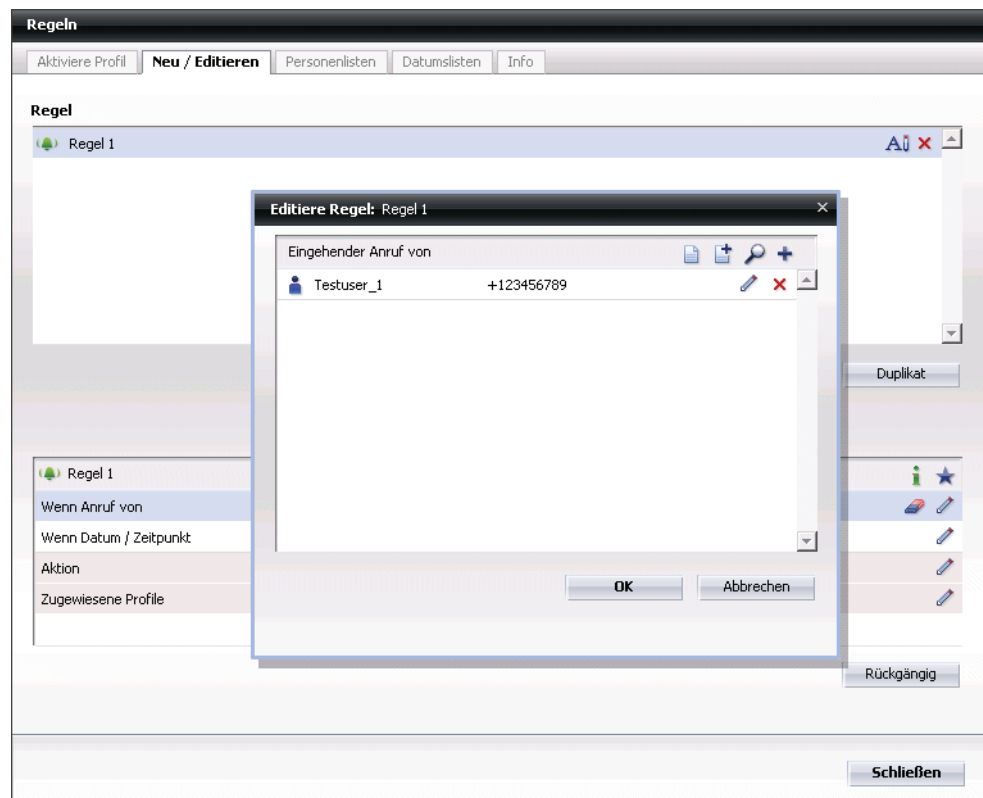 Regeln
Aktiviere Profil Neu / Editieren Personenlisten Datumslisten Info
Regel
Regel 1
Editiere Regel: Regel 1
Eingehender Anruf von
Testuser_1 +123456789
Duplikat
Regel 1
Wenn Anruf von
Wenn Datum / Zeitpunkt
Aktion
Zugewiesene Profile
OK Abbrechen
Rückgängig
Schließen